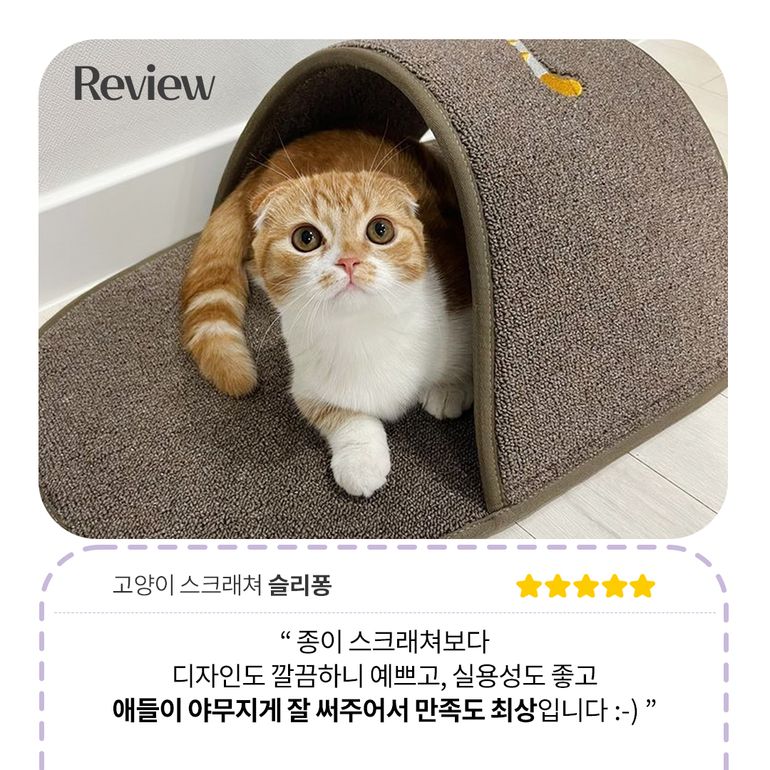 Review
고양이 스크래쳐 슬리퐁
“ 종이 스크래쳐보다
디자인도 깔끔하니 예쁘고, 실용성도 좋고
애들이 야무지게 잘 써주어서 만족도 최상입니다 :-) ”